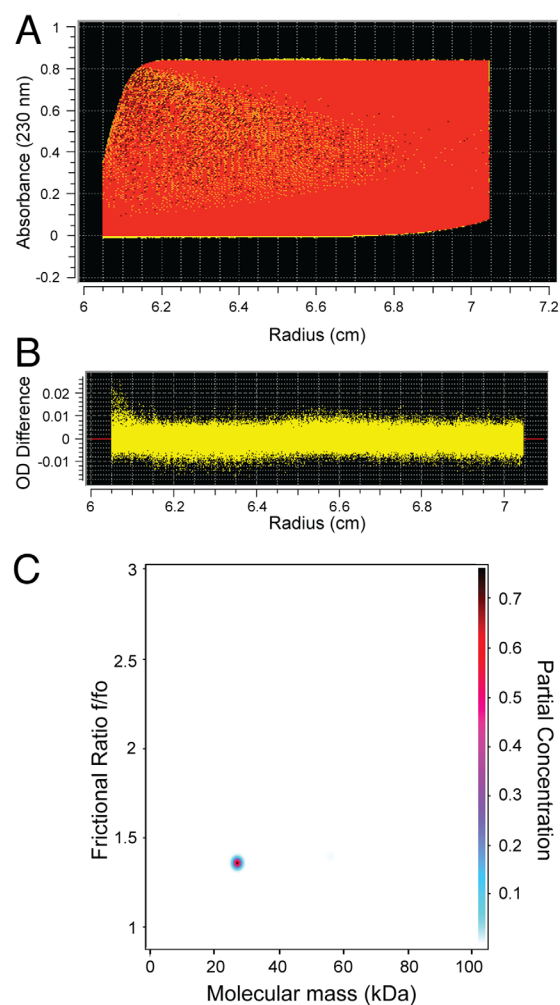 A
Absorbance (230 nm)
1
0.8
0.6
0.4
0.2
0
-0.2
6 6.2 6.4 6.6 6.8 7 7.2
Radius (cm)
B
OD Difference
0.02
0.01
0
-0.01
6 6.2 6.4 6.6 6.8 7
Radius (cm)
C
Frictional Ratio f/fo
3
2.5
2
1.5
1
0 20 40 60 80 100
Molecular mass (kDa)
0.7
0.6
0.5
0.4
0.3
0.2
0.1
Partial Concentration